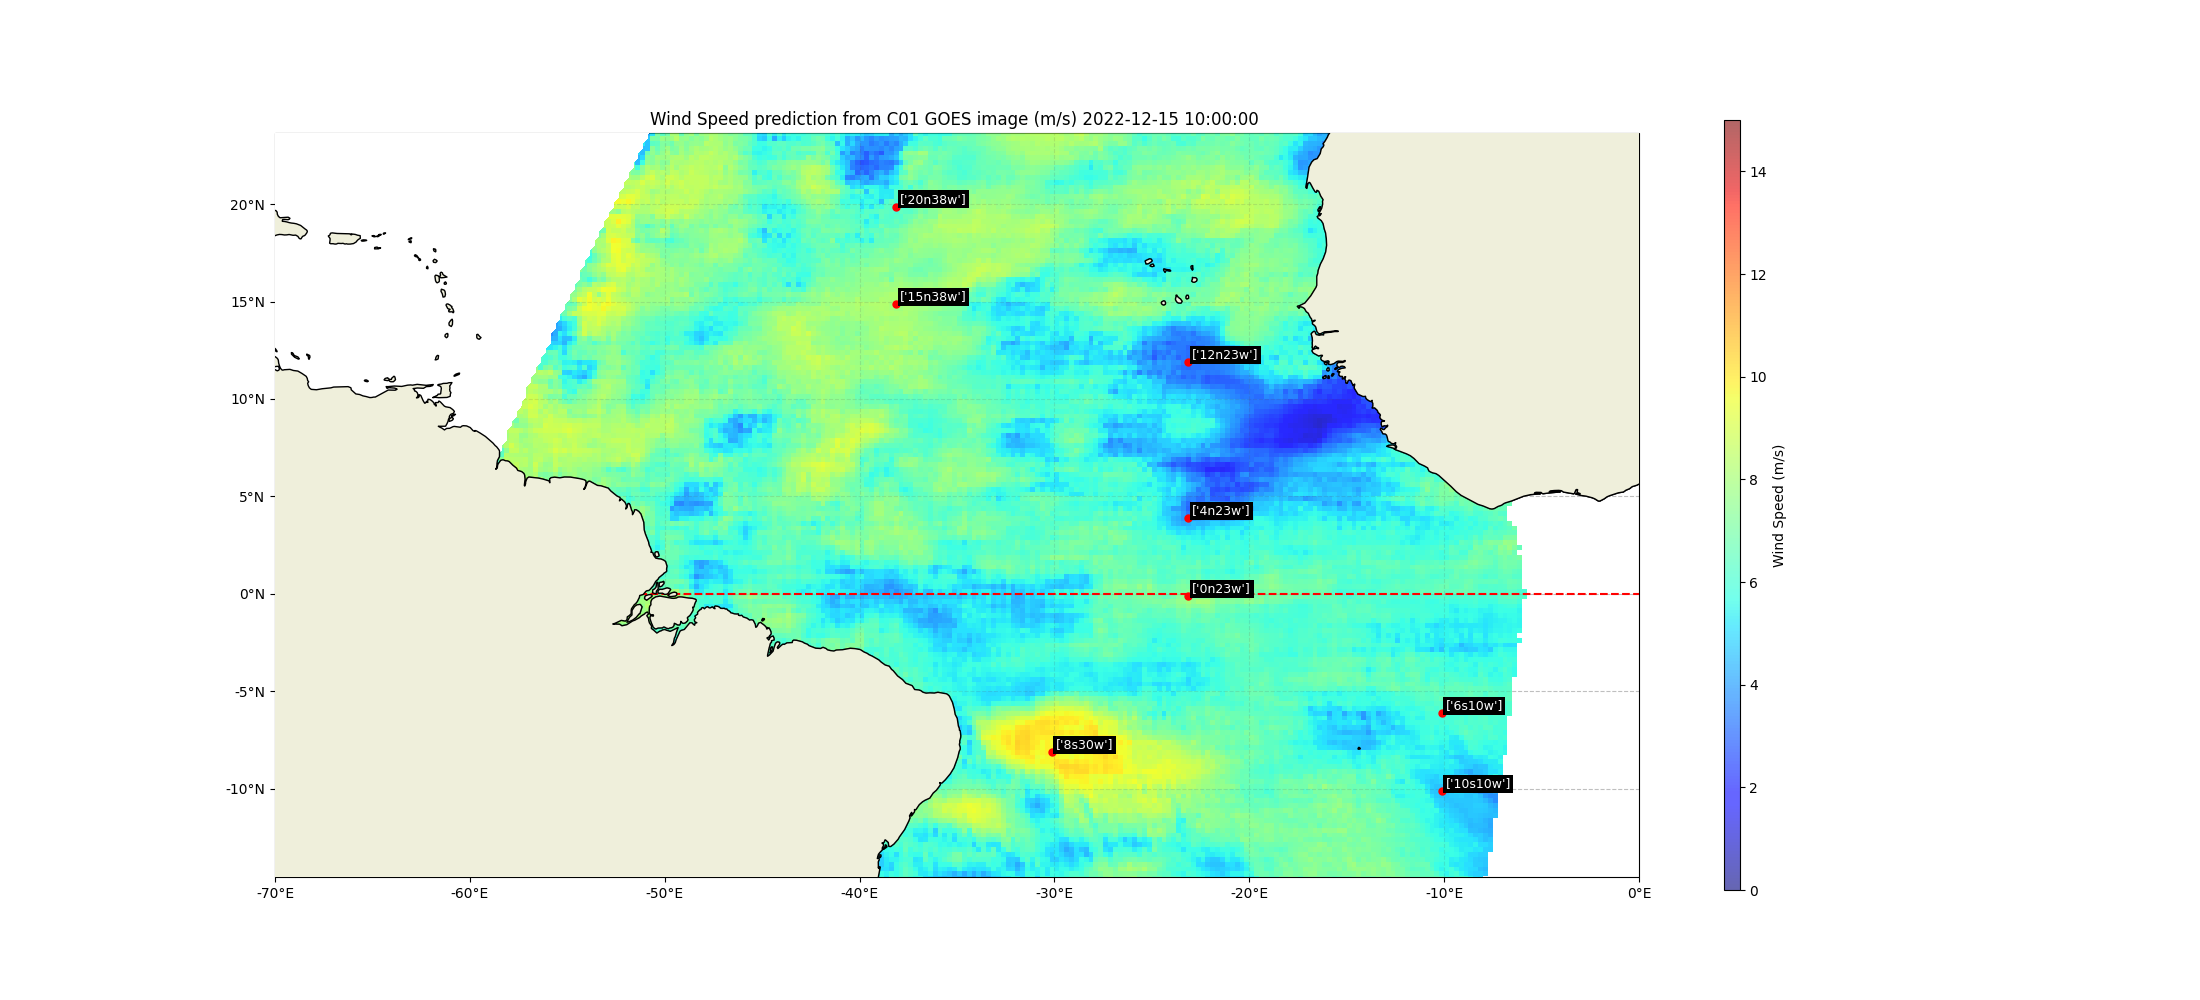 Wind Speed prediction from C01 GOES image (m/s) 2022-12-15 10:00:00
20°N
15°N
10°N
5°N
0°N
-5°N
-10°N
-70°E
-60°E
-50°E
-40°E
-30°E
-20°E
-10°E
0°E
['20n38w']
['15n38w']
['12n23w']
['4n23w']
['0n23w']
['6s10w']
['8s30w']
['10s10w']
14
12
10
8
6
4
2
0
Wind Speed (m/s)